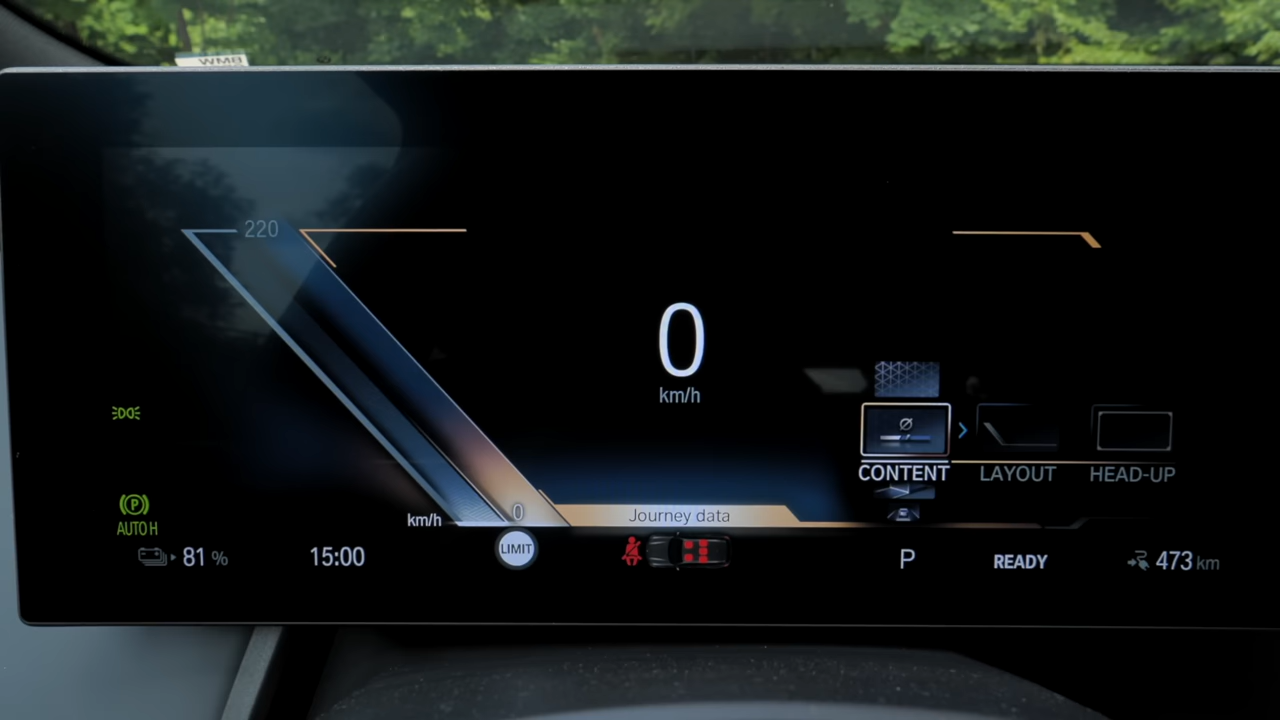 WMB
220
0
km/h
CONTENT
LAYOUT
HEAD-UP
Journey data
km/h
0
LIMIT
P
AUTO H
81 %
15:00
P
READY
473 km